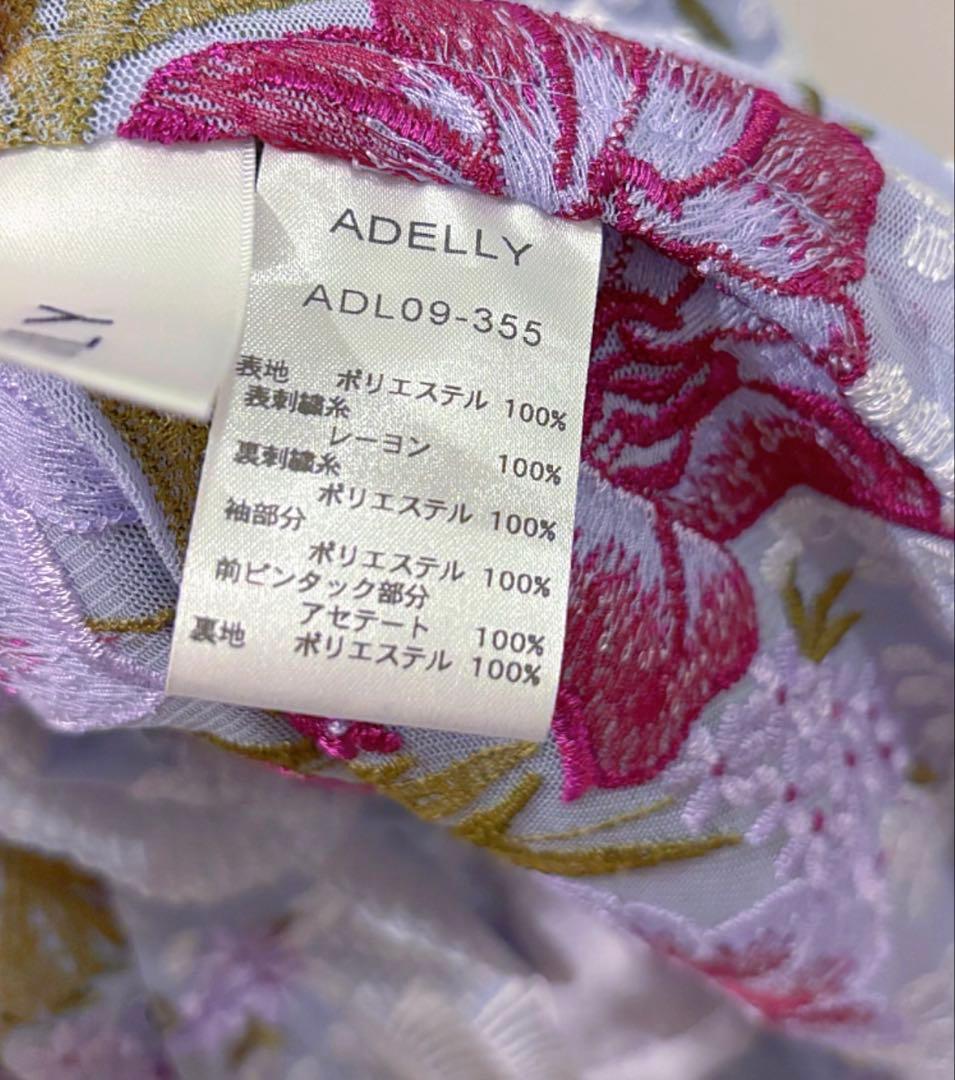 ADELLY
ADL09-355
表地 ポリエステル 100%
表刺繍糸
レーヨン 100%
裏刺繍糸
ポリエステル 100%
袖部分
ポリエステル 100%
前ピンタック部分
アセテート 100%
裏地 ポリエステル 100%